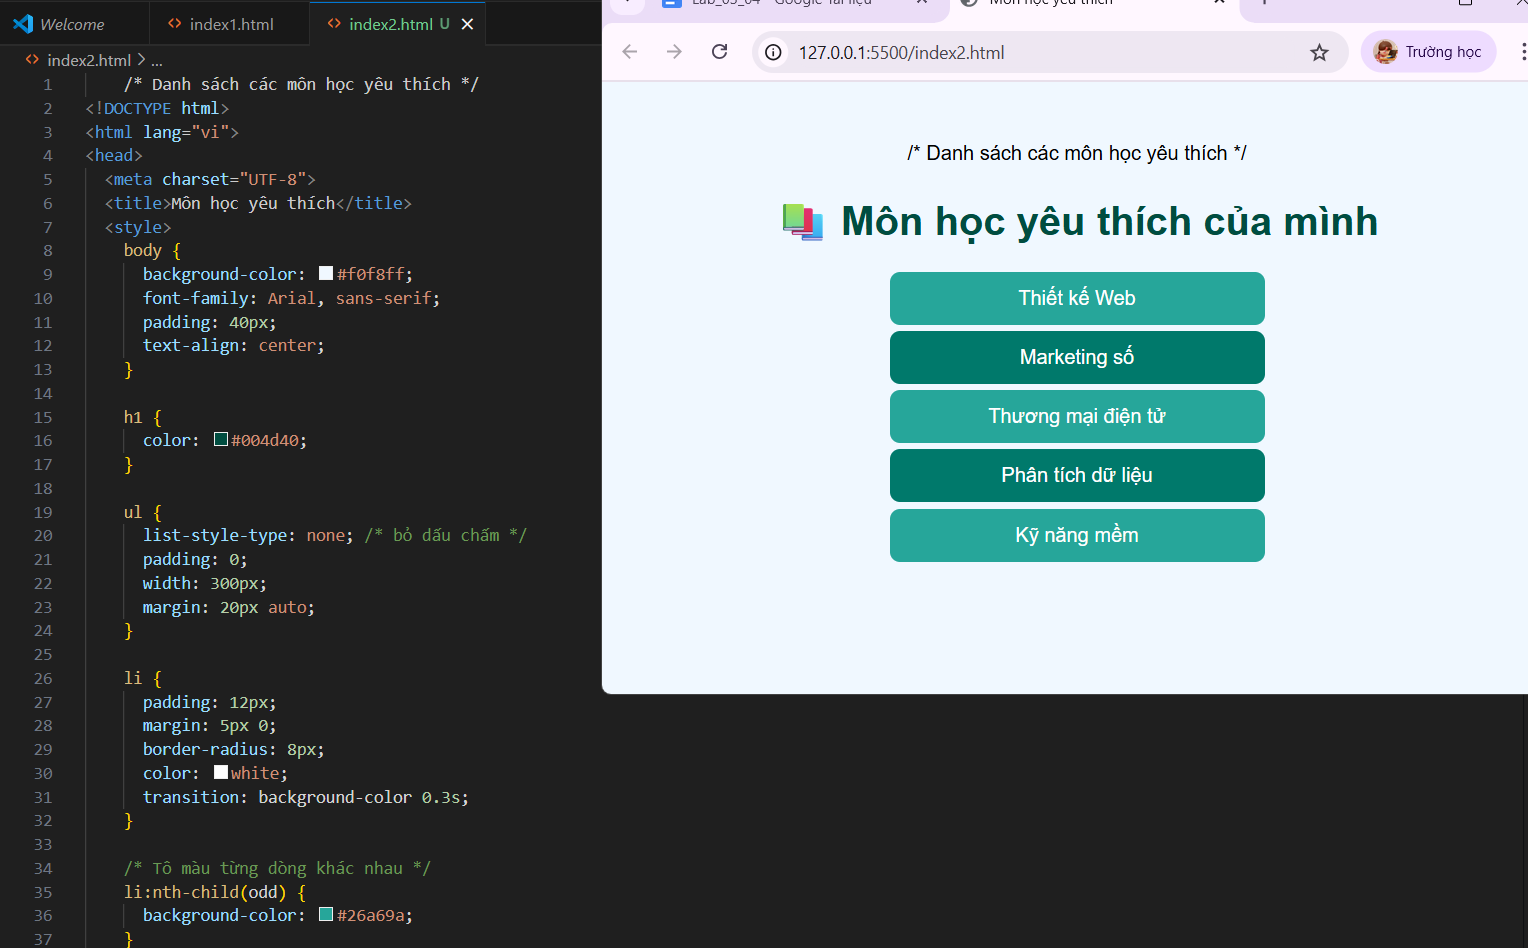 Welcome
index1.html
index2.html U
index2.html > ...
1 /* Danh sách các môn học yêu thích */
2 <!DOCTYPE html>
3 <html lang="vi">
4 <head>
5 <meta charset="UTF-8">
6 <title>Môn học yêu thích</title>
7 <style>
8 body {
9 background-color: #f0f8ff;
10 font-family: Arial, sans-serif;
11 padding: 40px;
12 text-align: center;
13 }
14
15 h1 {
16 color: #004d40;
17 }
18
19 ul {
20 list-style-type: none; /* bỏ dấu chấm */
21 padding: 0;
22 width: 300px;
23 margin: 20px auto;
24 }
25
26 li {
27 padding: 12px;
28 margin: 5px 0;
29 border-radius: 8px;
30 color: white;
31 transition: background-color 0.3s;
32 }
33
34 /* Tô màu từng dòng khác nhau */
35 li:nth-child(odd) {
36 background-color: #26a69a;
37 }
Lab_03_04 - Google Tài liệu
Môn học yêu thích
127.0.0.1:5500/index2.html
Trường học
/* Danh sách các môn học yêu thích */
Môn học yêu thích của mình
Thiết kế Web
Marketing số
Thương mại điện tử
Phân tích dữ liệu
Kỹ năng mềm